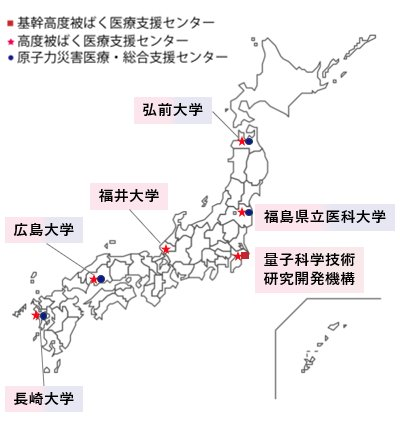 基幹高度被ばく医療支援センター
高度被ばく医療支援センター
原子力災害医療・総合支援センター
弘前大学
福井大学
広島大学
福島県立医科大学
量子科学技術
研究開発機構
長崎大学